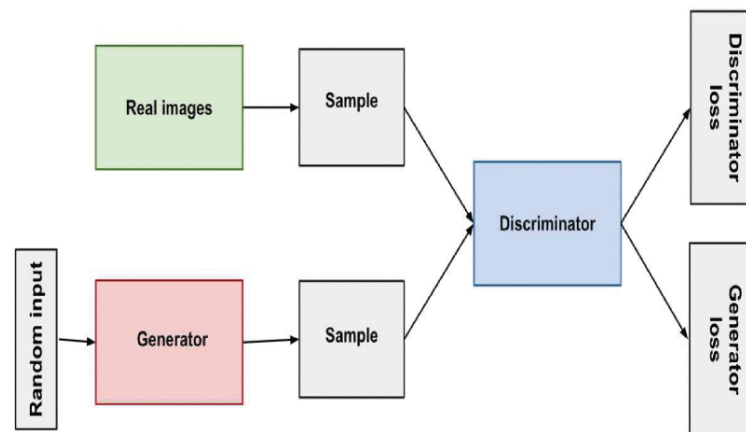 Real images
Sample
Discriminator
loss
Discriminator
Random input
Generator
Sample
Generator
loss